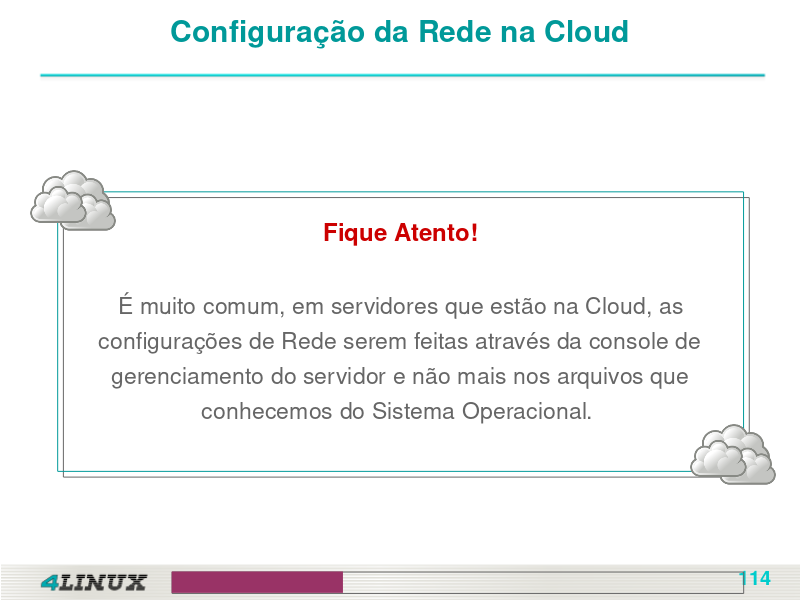 Configuração da Rede na Cloud
Fique Atento!
É muito comum, em servidores que estão na Cloud, as
configurações de Rede serem feitas através da console de
gerenciamento do servidor e não mais nos arquivos que
conhecemos do Sistema Operacional.
4LINUX
114